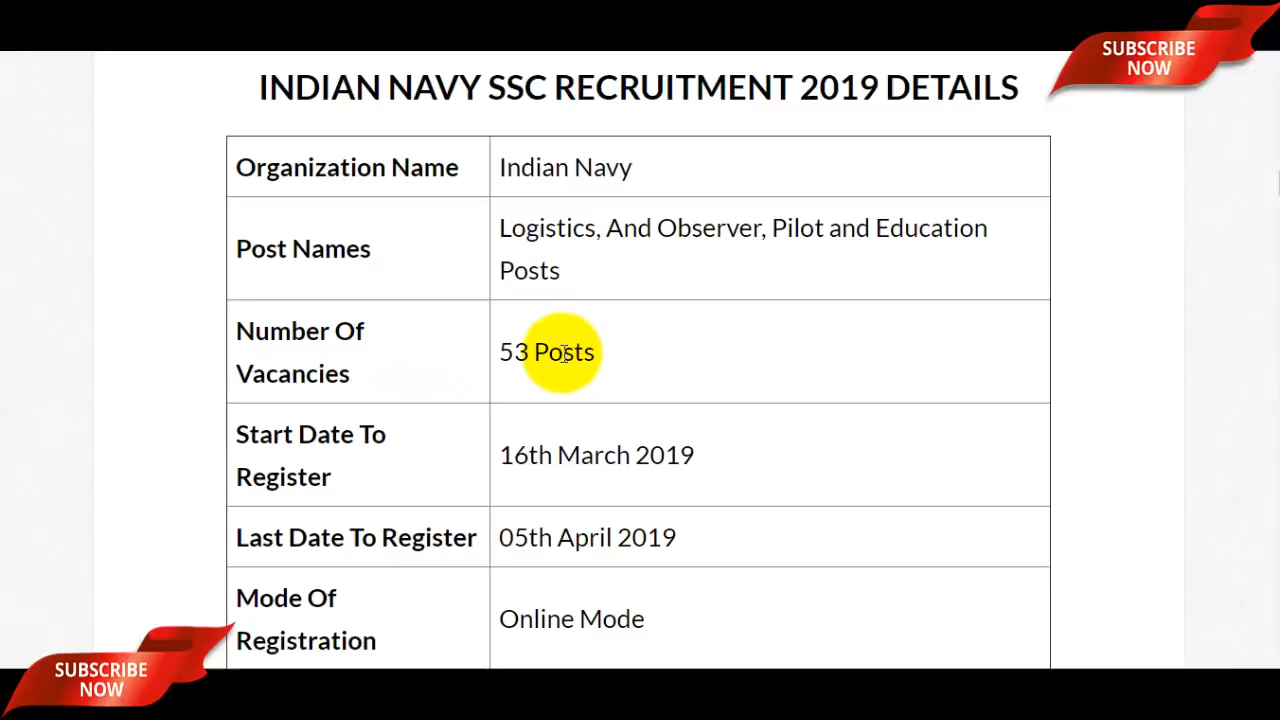 SUBSCRIBE
NOW
INDIAN NAVY SSC RECRUITMENT 2019 DETAILS
Organization Name Indian Navy
Post Names Logistics, And Observer, Pilot and Education
Posts
Number Of
Vacancies 53 Posts
Start Date To
Register 16th March 2019
Last Date To Register 05th April 2019
Mode Of
Registration Online Mode
SUBSCRIBE
NOW